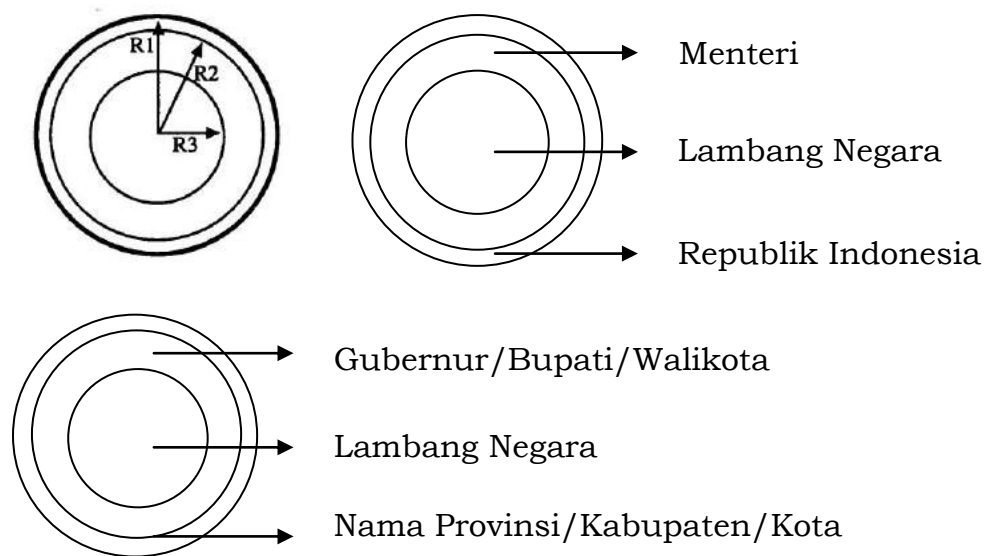 R1
R2
R3
Menteri
Lambang Negara
Republik Indonesia
Gubernur/Bupati/Walikota
Lambang Negara
Nama Provinsi/Kabupaten/Kota